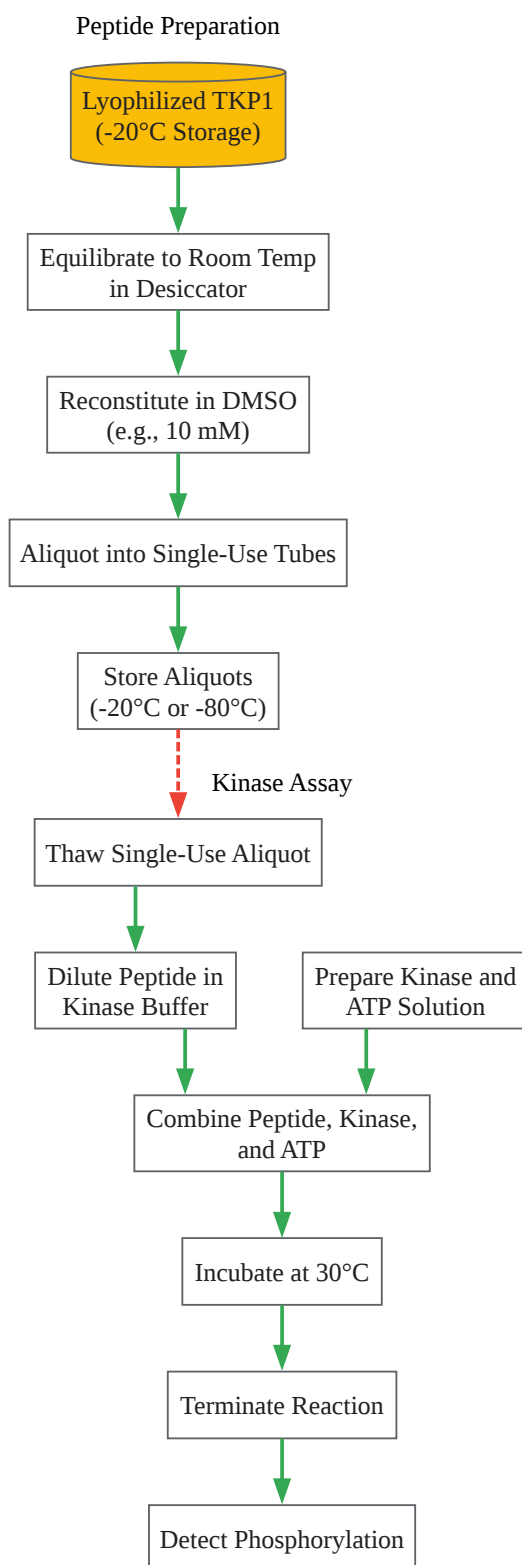 Peptide Preparation
Lyophilized TKP1
(-20°C Storage)
Equilibrate to Room Temp
in Desiccator
Reconstitute in DMSO
(e.g., 10 mM)
Aliquot into Single-Use Tubes
Store Aliquots
(-20°C or -80°C)
Kinase Assay
Thaw Single-Use Aliquot
Dilute Peptide in
Kinase Buffer
Prepare Kinase and
ATP Solution
Combine Peptide, Kinase,
and ATP
Incubate at 30°C
Terminate Reaction
Detect Phosphorylation